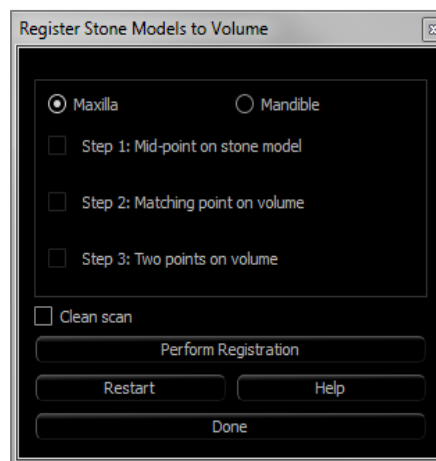 Register Stone Models to Volume
Maxilla Mandible
Step 1: Mid-point on stone model
Step 2: Matching point on volume
Step 3: Two points on volume
Clean scan
Perform Registration
Restart Help
Done